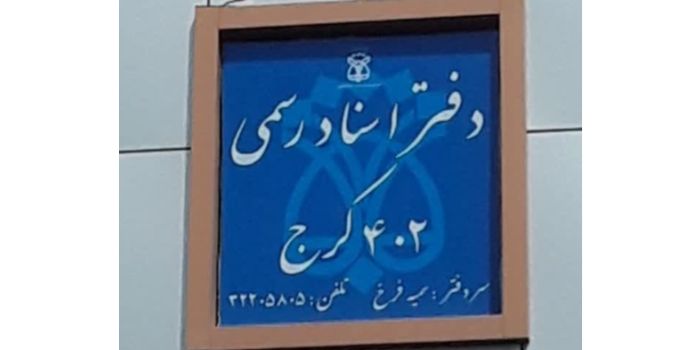 دفتر اسناد رسمی
۴۰۲ کرج
سردفتر: سمیه فرخ تلفن: ۳۲۲۰۵۸۰۵